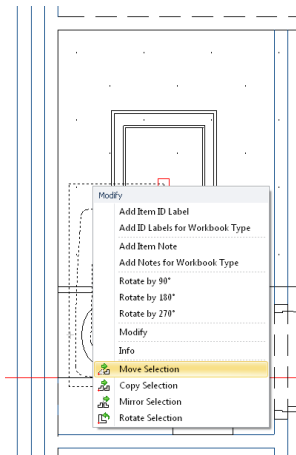 Modify
Add Item ID Label
Add ID Labels for Workbook Type
Add Item Note
Add Notes for Workbook Type
Rotate by 90°
Rotate by 180°
Rotate by 270°
Modify
Info
Move Selection
Copy Selection
Mirror Selection
Rotate Selection